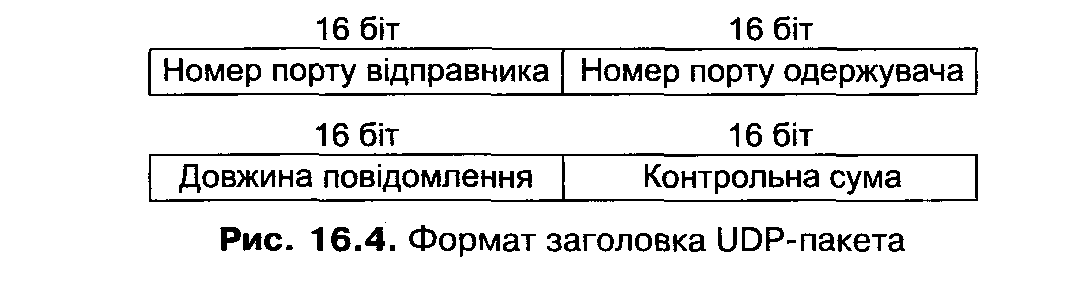 16 біт 16 біт
Номер порту відправника Номер порту одержувача
16 біт 16 біт
Довжина повідомлення Контрольна сума
Рис. 16.4. Формат заголовка UDP-пакета